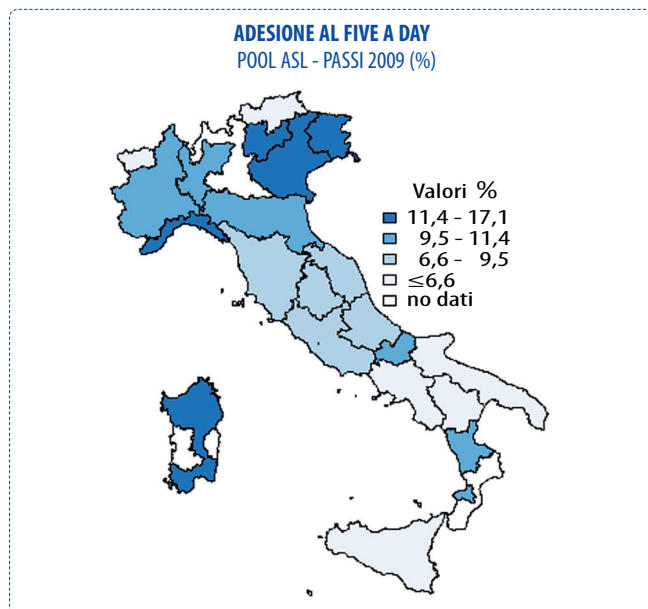 ADESIONE AL FIVE A DAY
POOL ASL - PASSI 2009 (%)
Valori %
11,4 - 17,1
9,5 - 11,4
6,6 - 9,5
≤6,6
no dati